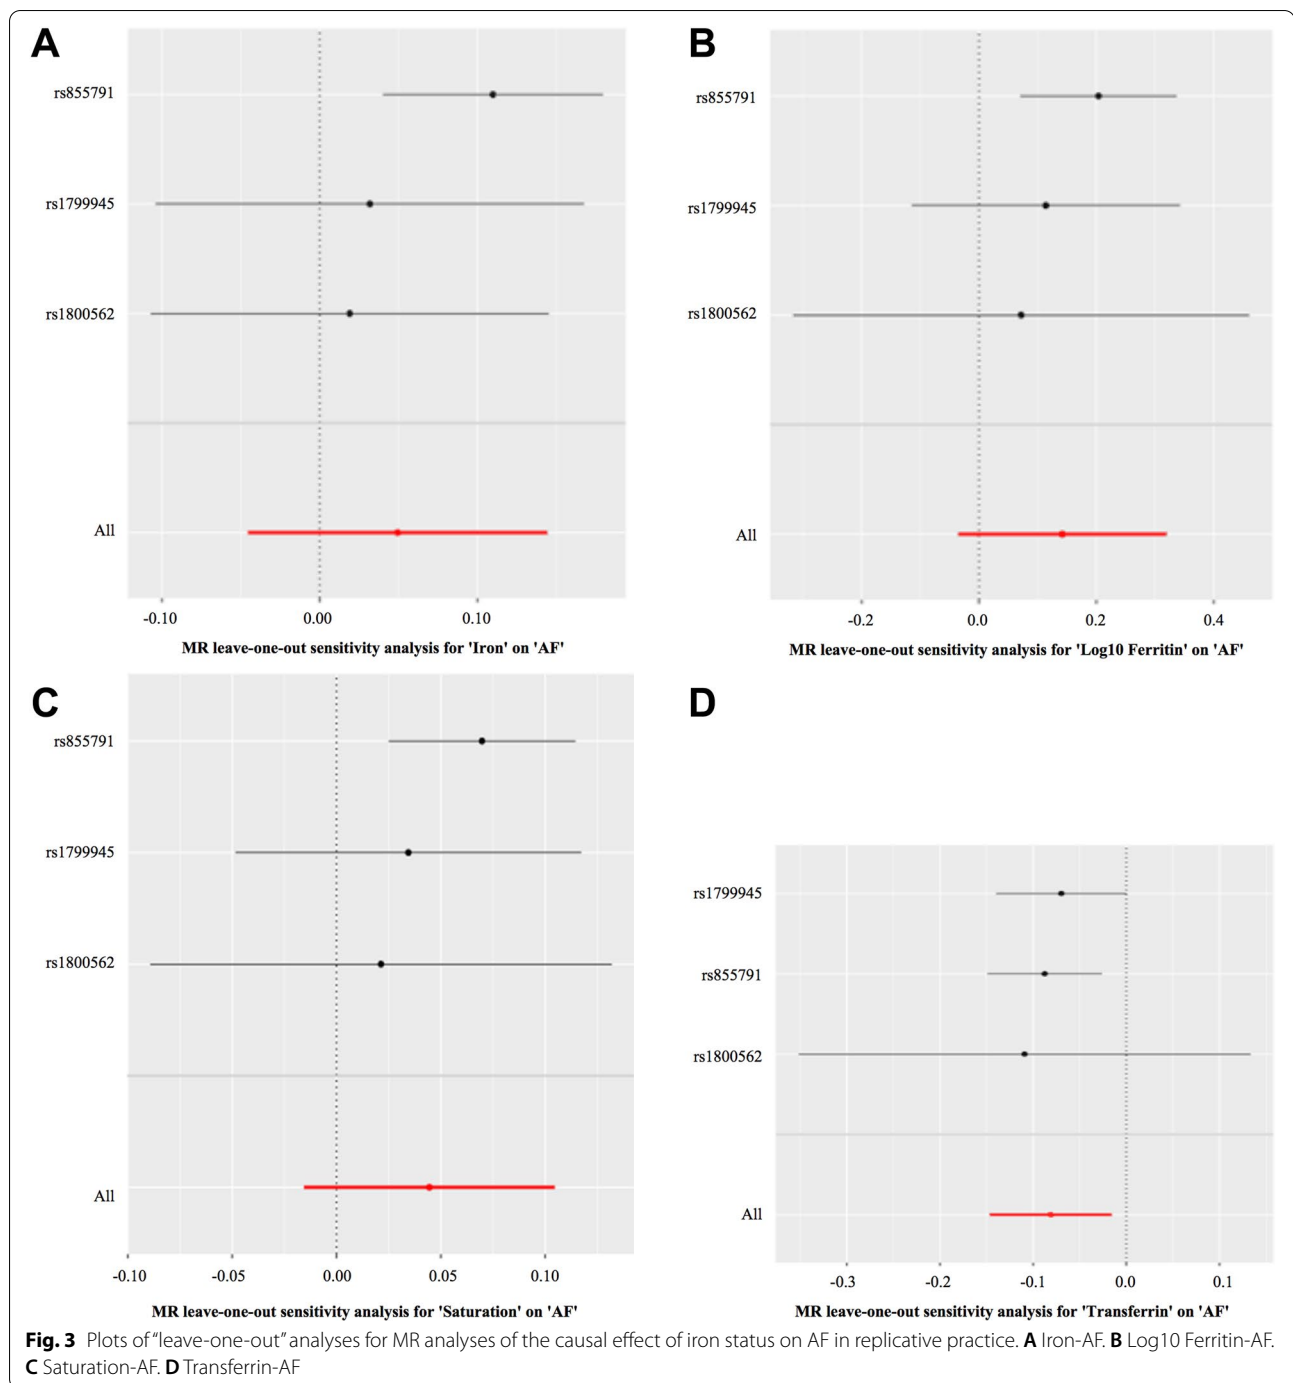 A
rs855791
rs1799945
rs1800562
All
-0.10 0.00 0.10
MR leave-one-out sensitivity analysis for 'Iron' on 'AF'
B
rs855791
rs1799945
rs1800562
All
-0.2 0.0 0.2 0.4
MR leave-one-out sensitivity analysis for 'Log10 Ferritin' on 'AF'
C
rs855791
rs1799945
rs1800562
All
-0.10 -0.05 0.00 0.05 0.10
MR leave-one-out sensitivity analysis for 'Saturation' on 'AF'
D
rs1799945
rs855791
rs1800562
All
-0.3 -0.2 -0.1 0.0 0.1
MR leave-one-out sensitivity analysis for 'Transferrin' on 'AF'
Fig. 3 Plots of “leave-one-out” analyses for MR analyses of the causal effect of iron status on AF in replicative practice. A Iron-AF. B Log10 Ferritin-AF.
C Saturation-AF. D Transferrin-AF